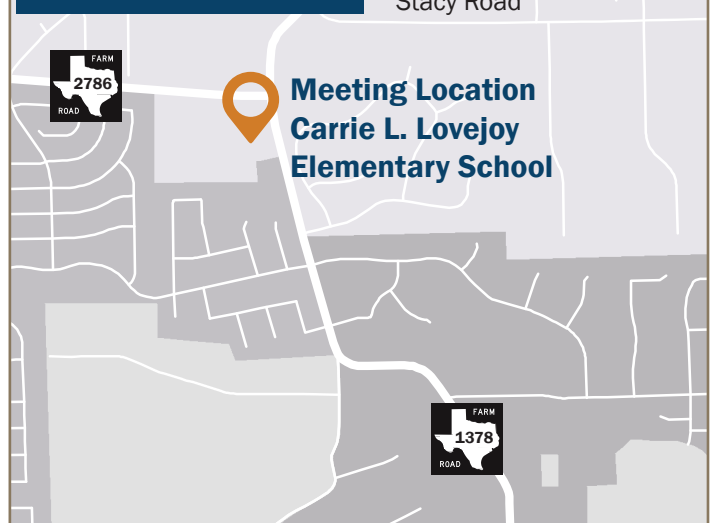 Stacy Road
FARM
2786
ROAD
Meeting Location
Carrie L. Lovejoy
Elementary School
FARM
1378
ROAD